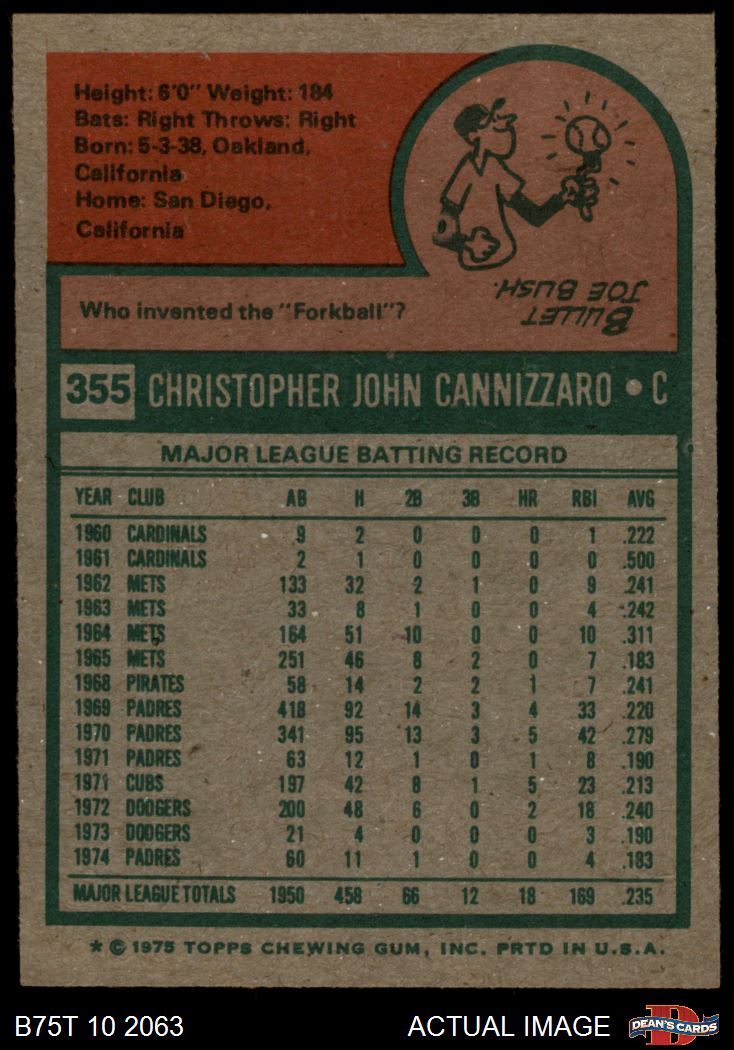 Height: 6'0" Weight: 184
Bats: Right Throws: Right
Born: 5-3-38, Oakland,
California
Home: San Diego,
California
Who invented the "Forkball"?
BULLET
JOE BUSH.
355 CHRISTOPHER JOHN CANNIZZARO • C
MAJOR LEAGUE BATTING RECORD
YEAR CLUB AB H 2B 3B HR RBI AVG
1960 CARDINALS 9 2 0 0 0 1 .222
1961 CARDINALS 2 1 0 0 0 0 .500
1962 METS 133 32 2 1 0 9 .241
1963 METS 33 8 1 0 0 4 .242
1964 METS 164 51 10 0 0 10 .311
1965 METS 251 46 8 2 0 7 .183
1968 PIRATES 58 14 2 2 1 7 .241
1969 PADRES 418 92 14 3 4 33 .220
1970 PADRES 341 95 13 3 5 42 .279
1971 PADRES 63 12 1 0 1 8 .190
1971 CUBS 197 42 8 1 5 23 .213
1972 DODGERS 200 48 6 0 2 18 .240
1973 DODGERS 21 4 0 0 0 3 .190
1974 PADRES 60 11 1 0 0 4 .183
MAJOR LEAGUE TOTALS 1950 458 66 12 18 169 .235
* © 1975 TOPPS CHEWING GUM, INC. PRTD IN U.S.A.
B75T 10 2063 ACTUAL IMAGE
DEAN'S CARDS